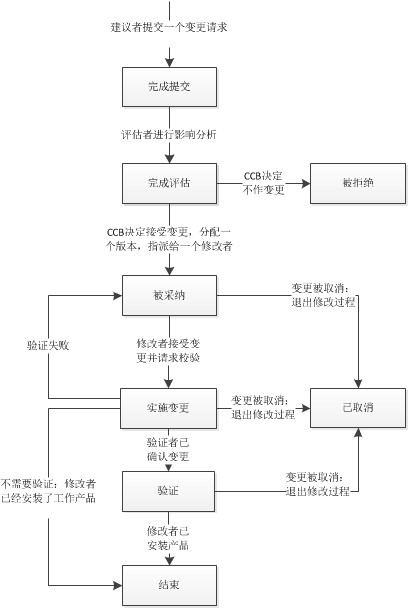 建议者提交一个变更请求
完成提交
评估者进行影响分析
完成评估
CCB决定
不作变更
被拒绝
CCB决定接受变更，分配一
个版本，指派给一个修改者
被采纳
变更被取消：
退出修改过程
验证失败
修改者接受变
更并请求校验
实施变更
变更被取消：
退出修改过程
已取消
验证者已
确认变更
不需要验证：修改者
已经安装了工作产品
验证
变更被取消：
退出修改过程
修改者已
安装产品
结束